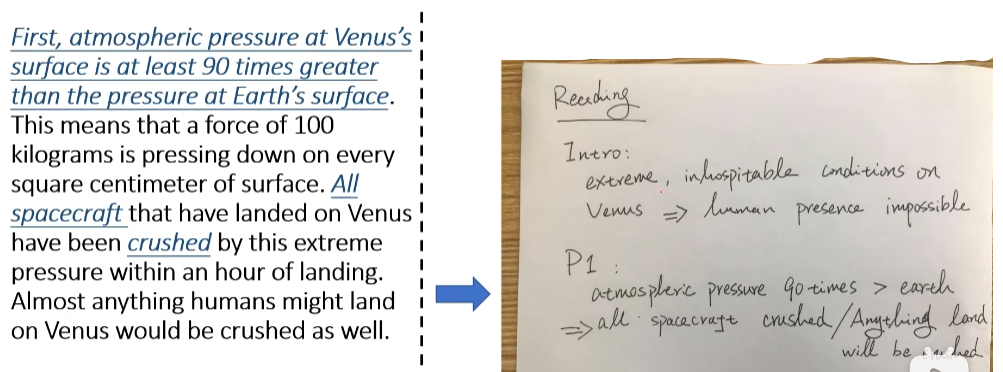 First, atmospheric pressure at Venus's
surface is at least 90 times greater
than the pressure at Earth's surface.
This means that a force of 100
kilograms is pressing down on every
square centimeter of surface. All
spacecraft that have landed on Venus
have been crushed by this extreme
pressure within an hour of landing.
Almost anything humans might land
on Venus would be crushed as well.
Reading
Intro:
extreme, inhospitable conditions on
Venus => human presence impossible
P1:
atmospheric pressure 90 times > earth
=> all spacecraft crushed/Anything land
will be crushed